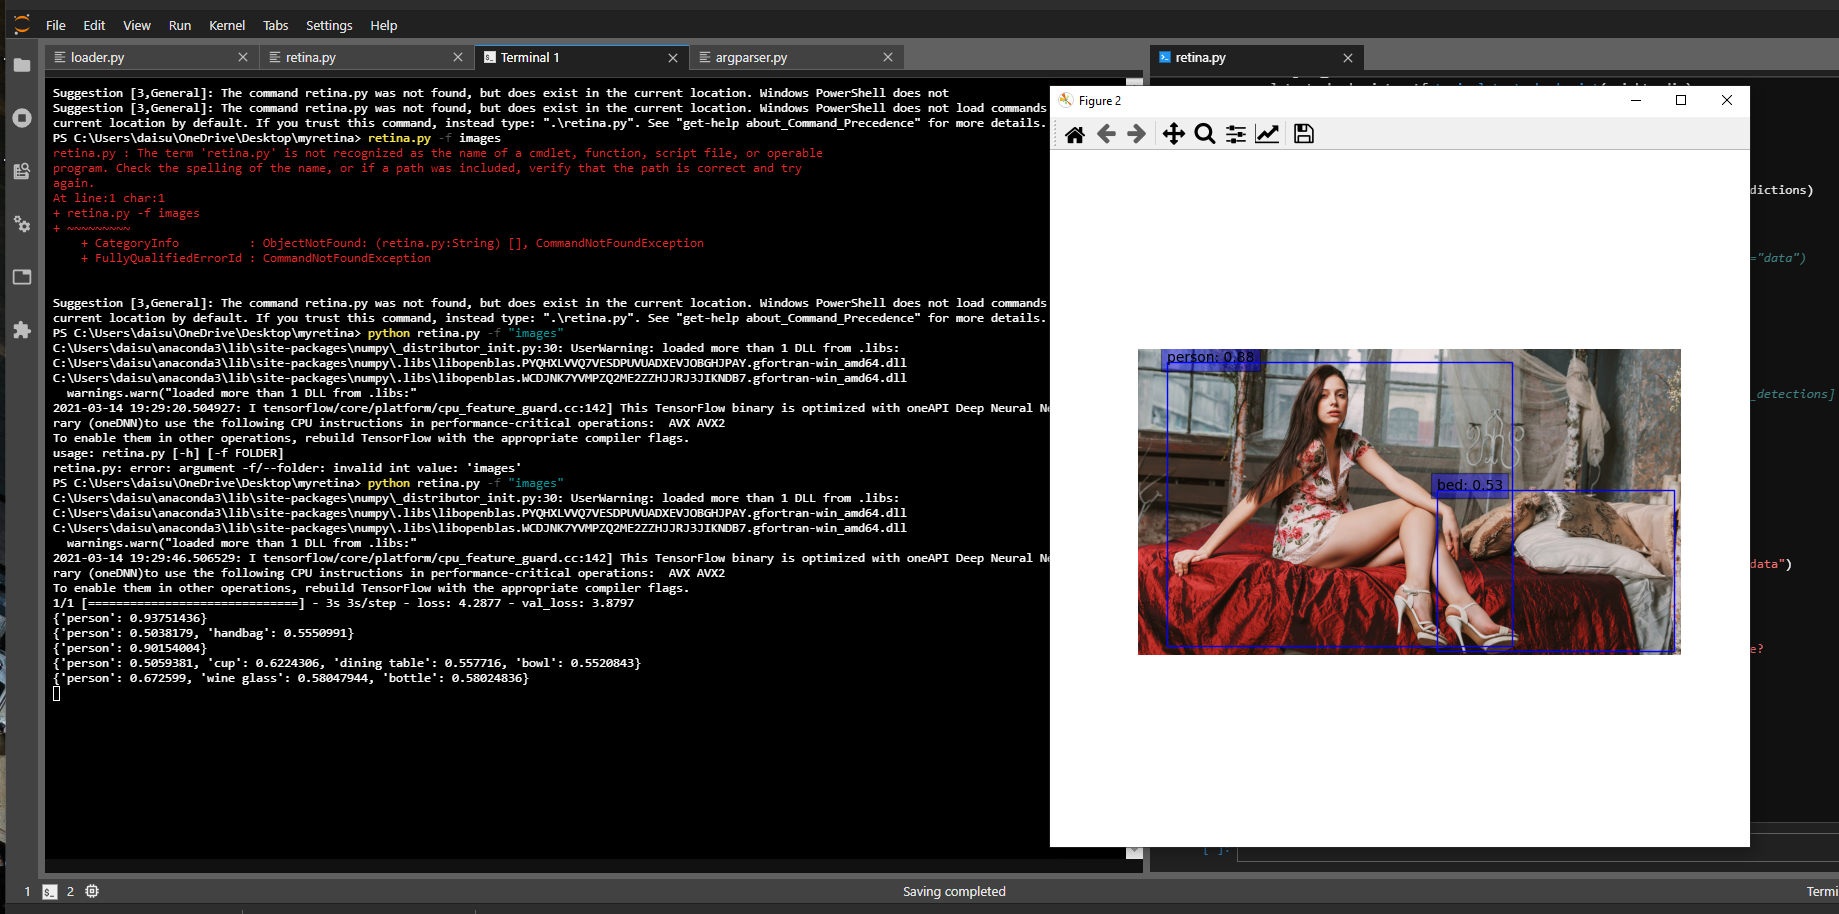 File Edit View Run Kernel Tabs Settings Help
loader.py
retina.py
Terminal 1
argparser.py
retina.py
Suggestion [3,General]: The command retina.py was not found, but does exist in the current location. Windows PowerShell does not
Suggestion [3,General]: The command retina.py was not found, but does exist in the current location. Windows PowerShell does not load commands
current location by default. If you trust this command, instead type: ".\retina.py". See "get-help about_Command_Precedence" for more details.
PS C:\Users\daisu\OneDrive\Desktop\myretina> retina.py -f images
retina.py : The term 'retina.py' is not recognized as the name of a cmdlet, function, script file, or operable
program. Check the spelling of the name, or if a path was included, verify that the path is correct and try
again.
At line:1 char:1
+ retina.py -f images
+ ~~~~~~~~~
+ CategoryInfo : ObjectNotFound: (retina.py:String) [], CommandNotFoundException
+ FullyQualifiedErrorId : CommandNotFoundException
Suggestion [3,General]: The command retina.py was not found, but does exist in the current location. Windows PowerShell does not load commands
current location by default. If you trust this command, instead type: ".\retina.py". See "get-help about_Command_Precedence" for more details.
PS C:\Users\daisu\OneDrive\Desktop\myretina> python retina.py -f "images"
C:\Users\daisu\anaconda3\lib\site-packages\numpy\_distributor_init.py:30: UserWarning: loaded more than 1 DLL from .libs:
C:\Users\daisu\anaconda3\lib\site-packages\numpy\.libs\libopenblas.PYQHXLVVQ7VESDPUVUADXEVJOBGHJPAY.gfortran-win_amd64.dll
C:\Users\daisu\anaconda3\lib\site-packages\numpy\.libs\libopenblas.WCDJNK7YVMPZQ2ME2ZZHJJRJ3JIKNDB7.gfortran-win_amd64.dll
warnings.warn("loaded more than 1 DLL from .libs:"
2021-03-14 19:29:20.504927: I tensorflow/core/platform/cpu_feature_guard.cc:142] This TensorFlow binary is optimized with oneAPI Deep Neural Ne
rary (oneDNN)to use the following CPU instructions in performance-critical operations: AVX AVX2
To enable them in other operations, rebuild TensorFlow with the appropriate compiler flags.
usage: retina.py [-h] [-f FOLDER]
retina.py: error: argument -f/--folder: invalid int value: 'images'
PS C:\Users\daisu\OneDrive\Desktop\myretina> python retina.py -f "images"
C:\Users\daisu\anaconda3\lib\site-packages\numpy\_distributor_init.py:30: UserWarning: loaded more than 1 DLL from .libs:
C:\Users\daisu\anaconda3\lib\site-packages\numpy\.libs\libopenblas.PYQHXLVVQ7VESDPUVUADXEVJOBGHJPAY.gfortran-win_amd64.dll
C:\Users\daisu\anaconda3\lib\site-packages\numpy\.libs\libopenblas.WCDJNK7YVMPZQ2ME2ZZHJJRJ3JIKNDB7.gfortran-win_amd64.dll
warnings.warn("loaded more than 1 DLL from .libs:"
2021-03-14 19:29:46.506529: I tensorflow/core/platform/cpu_feature_guard.cc:142] This TensorFlow binary is optimized with oneAPI Deep Neural Ne
rary (oneDNN)to use the following CPU instructions in performance-critical operations: AVX AVX2
To enable them in other operations, rebuild TensorFlow with the appropriate compiler flags.
1/1 [==============================] - 3s 3s/step - loss: 4.2877 - val_loss: 3.8797
{'person': 0.93751436}
{'person': 0.5038179, 'handbag': 0.5550991}
{'person': 0.90154004}
{'person': 0.5059381, 'cup': 0.6224306, 'dining table': 0.557716, 'bowl': 0.5520843}
{'person': 0.672599, 'wine glass': 0.58047944, 'bottle': 0.58024836}
Figure 2
person: 0.88
bed: 0.53
dictions)
="data")
_detections]
data")
e?
[ ]:
1
2
Saving completed
Termi